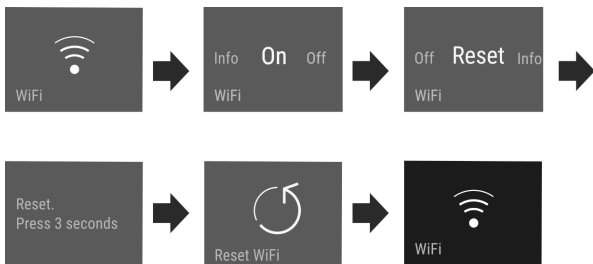 WiFi
Info On Off
WiFi
Off Reset Info
WiFi
Reset.
Press 3 seconds
Reset WiFi
WiFi